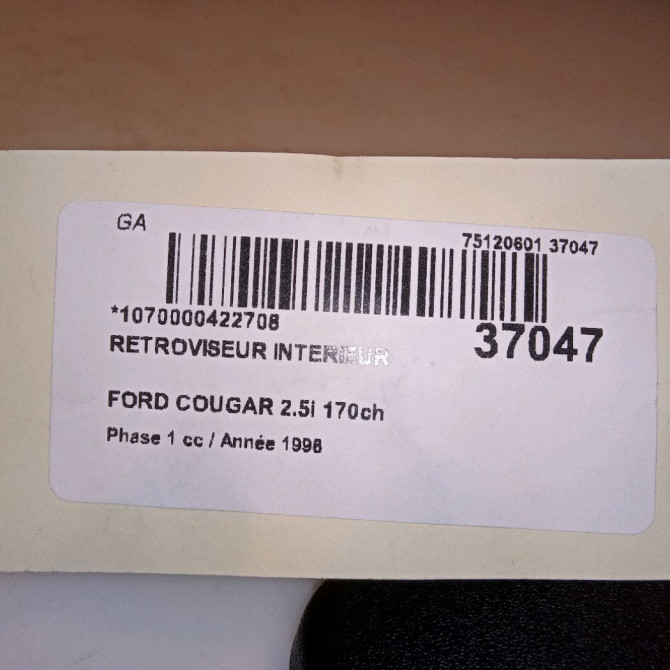 GA
75120601 37047
*1070000422708
37047
RETROVISEUR INTERIEUR
FORD COUGAR 2.5i 170ch
Phase 1 cc / Année 1998